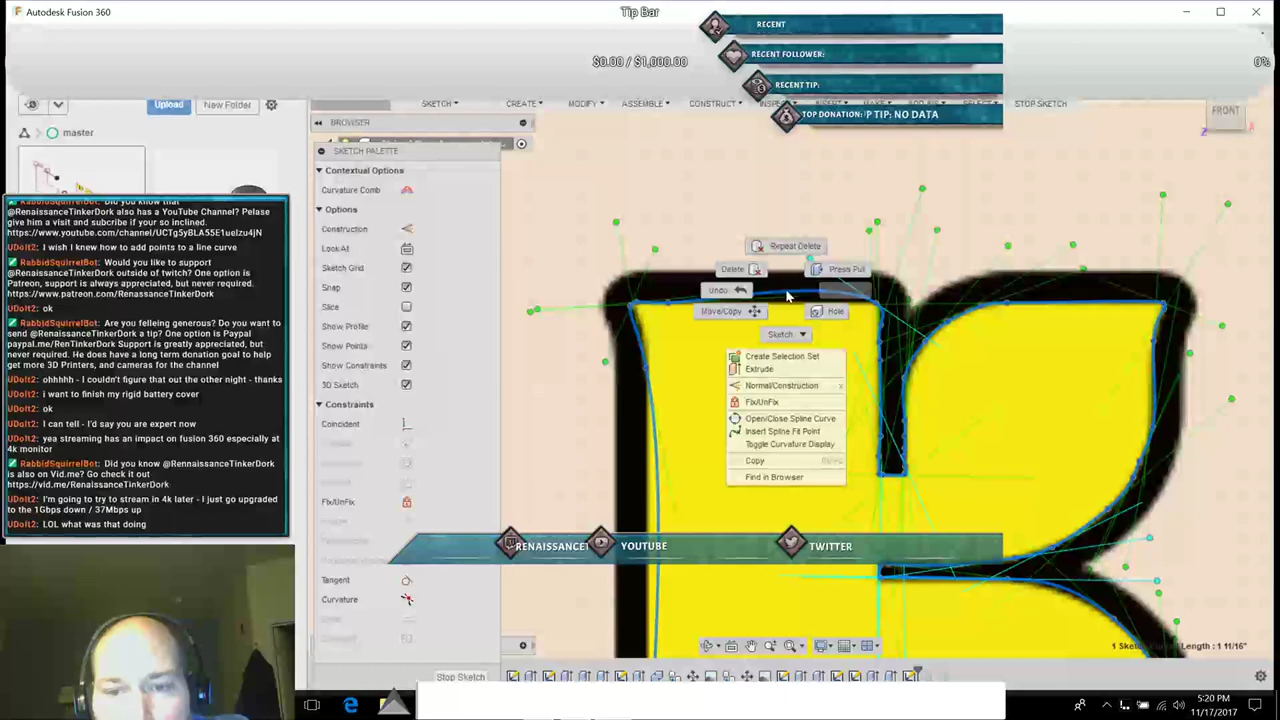 Autodesk Fusion 360
Tip Bar
RECENT
RECENT FOLLOWER:
$0.00 / $1,000.00
0%
RECENT TIP:
TOP DONATION: P TIP: NO DATA
Upload
New Folder
SKETCH
CREATE
MODIFY
ASSEMBLE
CONSTRUCT
STOP SKETCH
FRONT
BROWSER
master
SKETCH PALETTE
Contextual Options
Curvature Comb
Options
Construction
Look At
Sketch Grid
Snap
Slice
Show Profile
Show Points
Show Constraints
3D Sketch
Constraints
Coincident
Fix/UnFix
Tangent
Curvature
Stop Sketch
RabbidSquirrelBot: Did you know that
@RenaissanceTinkerDork also has a YouTube Channel? Pelase
give him a visit and subcribe if your so inclined.
https://www.youtube.com/channel/UCTgSyBLA55E1ueIzu4jN
UDoIt2: I wish I knew how to add points to a line curve
RabbidSquirrelBot: Would you like to support
@RenaissanceTinkerDork outside of twitch? One option is
Patreon, support is always appreciated, but never required.
https://www.patreon.com/RenassanceTinkerDork
UDoIt2: ok
RabbidSquirrelBot: Are you felleing generous? Do you want to
send @RenaissanceTinkerDork a tip? One option is Paypal
paypal.me/RenTinkerDork Support is greatly appreciated, but
never required. He does have a long term donation goal to help
get more 3D Printers, and cameras for the channel
UDoIt2: ohhhhh - I couldn't figure that out the other night - thanks
UDoIt2: i want to finish my rigid battery cover
UDoIt2: ok
UDoIt2: I can tell - I'd say you are expert now
UDoIt2: yea streaming has an impact on fusion 360 especially at
4k monitor
RabbidSquirrelBot: Did you know @RennaissanceTinkerDork
is also on Vid.me? Go check it out
https://vid.me/RenaissanceTinkerDork
UDoIt2: I'm going to try to stream in 4k later - I just go upgraded
to the 1Gbps down / 37Mbps up
UDoIt2: LOL what was that doing
Repeat Delete
Delete
Press Pull
Undo
Move/Copy
Hole
Sketch
Create Selection Set
Extrude
Normal/Construction
Fix/UnFix
Open/Close Spline Curve
Insert Spline Fit Point
Toggle Curvature Display
Copy
Find in Browser
RENAISSANCET
YOUTUBE
TWITTER
5:20 PM
11/17/2017